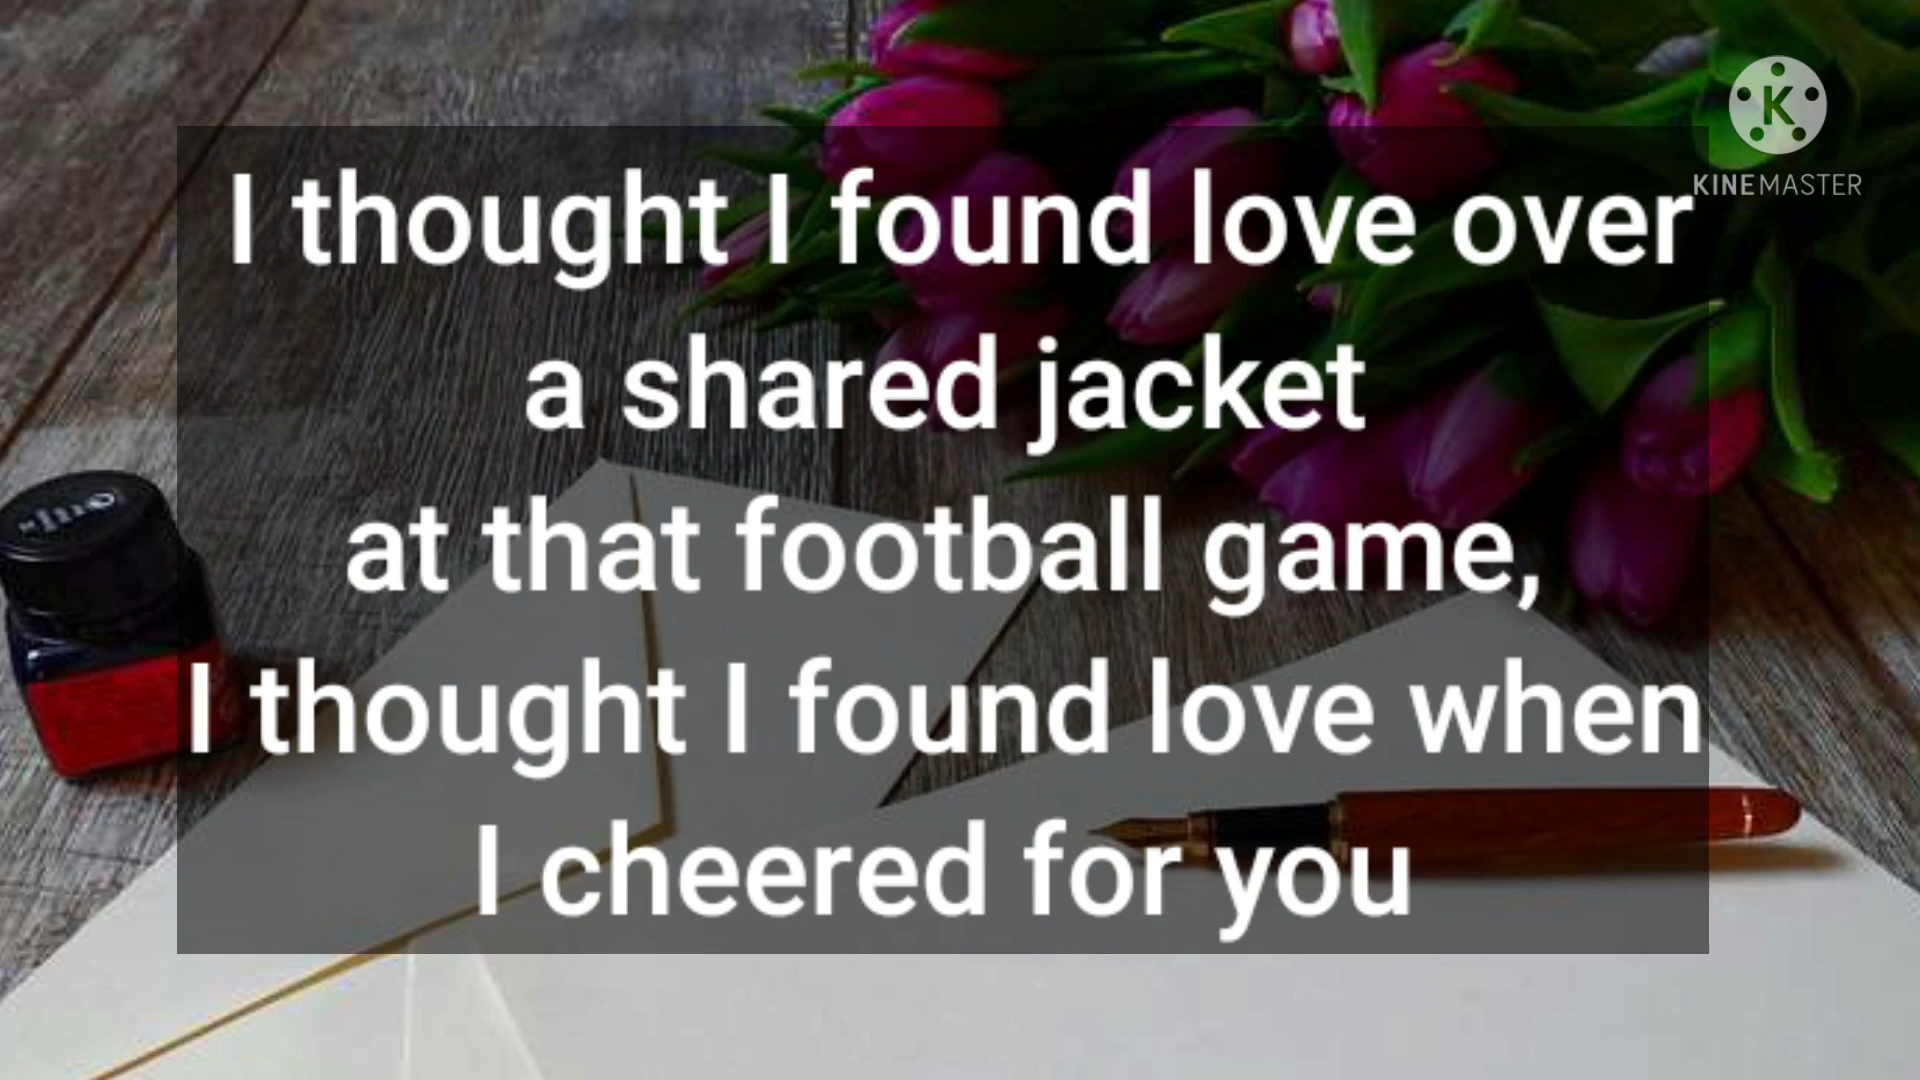 K
KINEMASTER
I thought I found love over
a shared jacket
at that football game,
I thought I found love when
I cheered for you